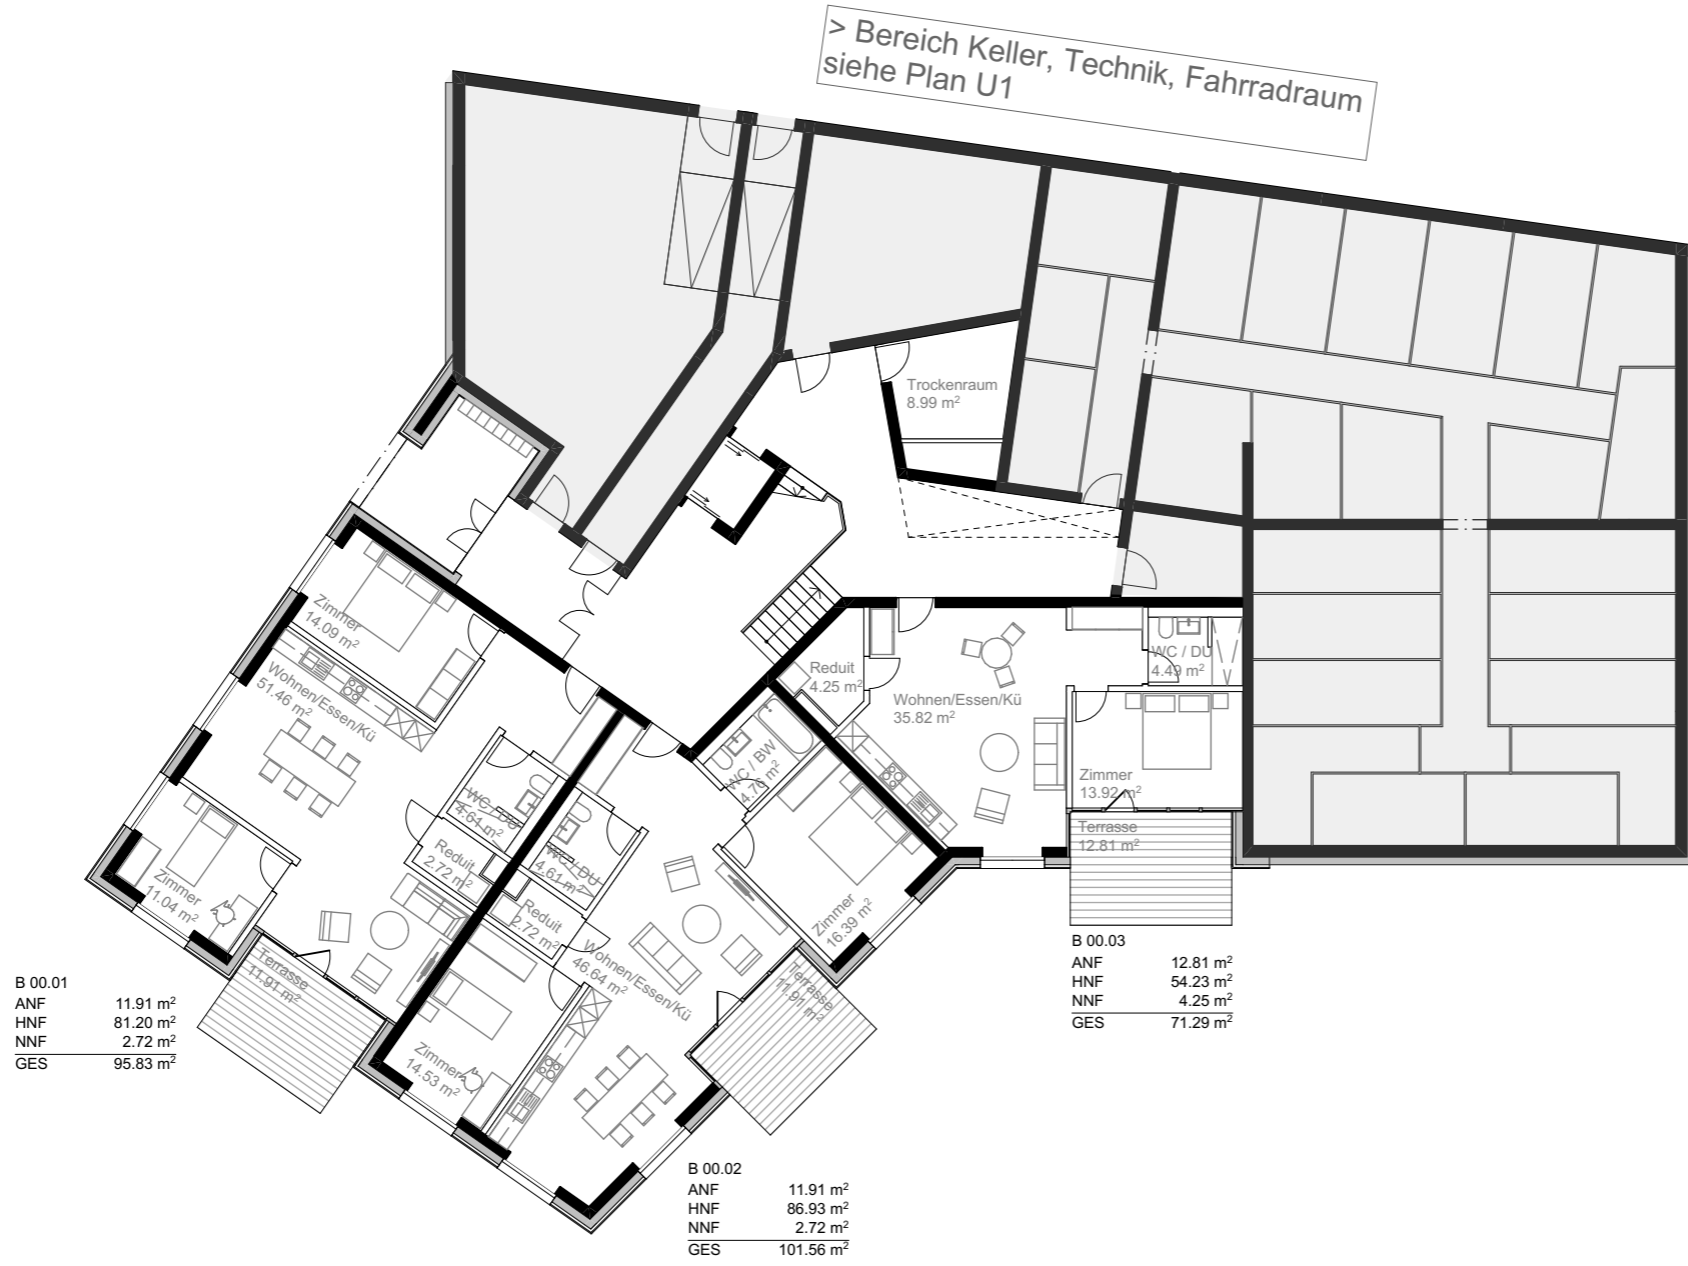 > Bereich Keller, Technik, Fahrradraum
siehe Plan U1
Trockenraum
8.99 m²
Zimmer
14.09 m²
Wohnen/Essen/Kü
51.46 m²
WC / DU
4.61 m²
Reduit
2.72 m²
Zimmer
11.04 m²
Terrasse
11.91 m²
WC / BW
4.76 m²
WC / DU
4.61 m²
Reduit
2.72 m²
Wohnen/Essen/Kü
46.64 m²
Zimmer
16.39 m²
Zimmer
14.53 m²
Terrasse
11.91 m²
Reduit
4.25 m²
Wohnen/Essen/Kü
35.82 m²
WC / DU
4.49 m²
Zimmer
13.92 m²
Terrasse
12.81 m²
B 00.01
ANF 11.91 m²
HNF 81.20 m²
NNF 2.72 m²
GES 95.83 m²
B 00.02
ANF 11.91 m²
HNF 86.93 m²
NNF 2.72 m²
GES 101.56 m²
B 00.03
ANF 12.81 m²
HNF 54.23 m²
NNF 4.25 m²
GES 71.29 m²